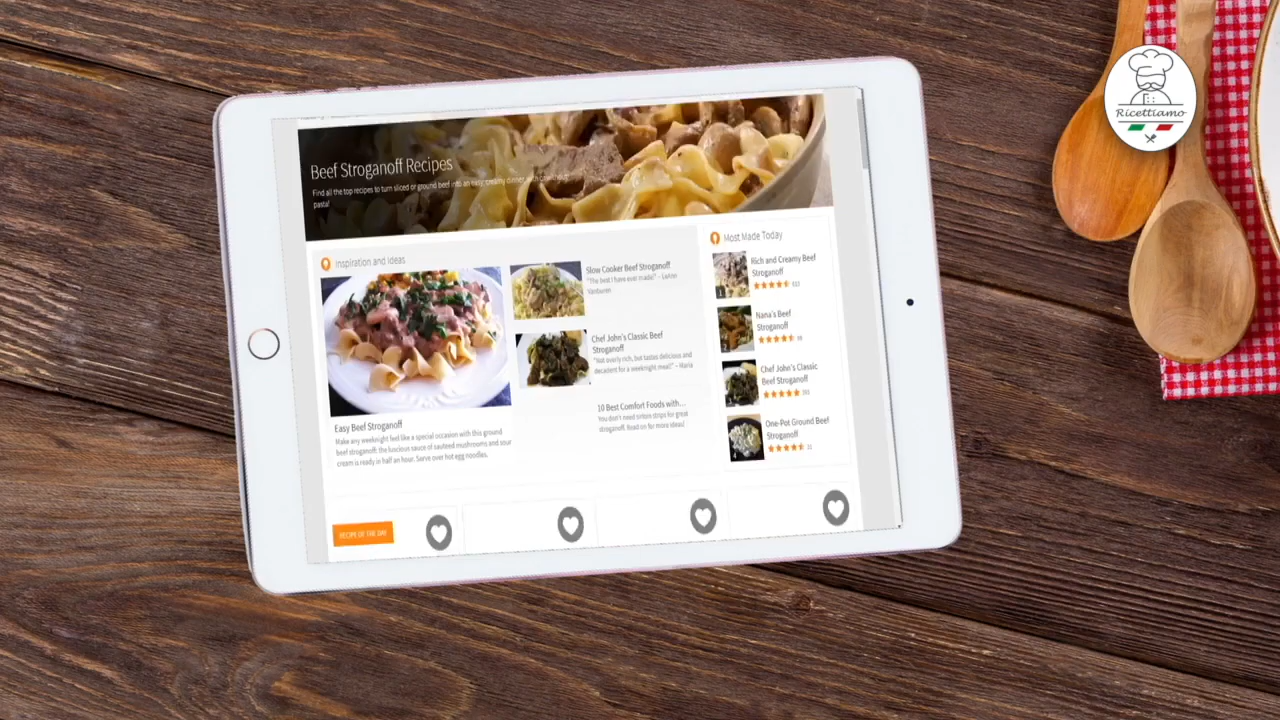 Ricettiamo
Beef Stroganoff Recipes
Find all the top recipes to turn sliced or ground beef into an easy, creamy dinner with
pasta!
Inspiration and Ideas
Easy Beef Stroganoff
Make any weeknight feel like a special occasion with this ground
beef stroganoff: the luscious sauce of sauteed mushrooms and sour
cream is ready in half an hour. Serve over hot egg noodles.
Slow Cooker Beef Stroganoff
"The best I have ever made!" – LeAnn
Chef John's Classic Beef
Stroganoff
"Not overly rich, but tastes delicious and
decadent for a weeknight meal!" – Maria
10 Best Comfort Foods with...
You don't need sirloin strips for great
stroganoff. Read on for more ideas!
Most Made Today
Rich and Creamy Beef
Stroganoff
Nana's Beef
Stroganoff
Chef John's Classic
Beef Stroganoff
One-Pot Ground Beef
Stroganoff
RECIPE OF THE DAY